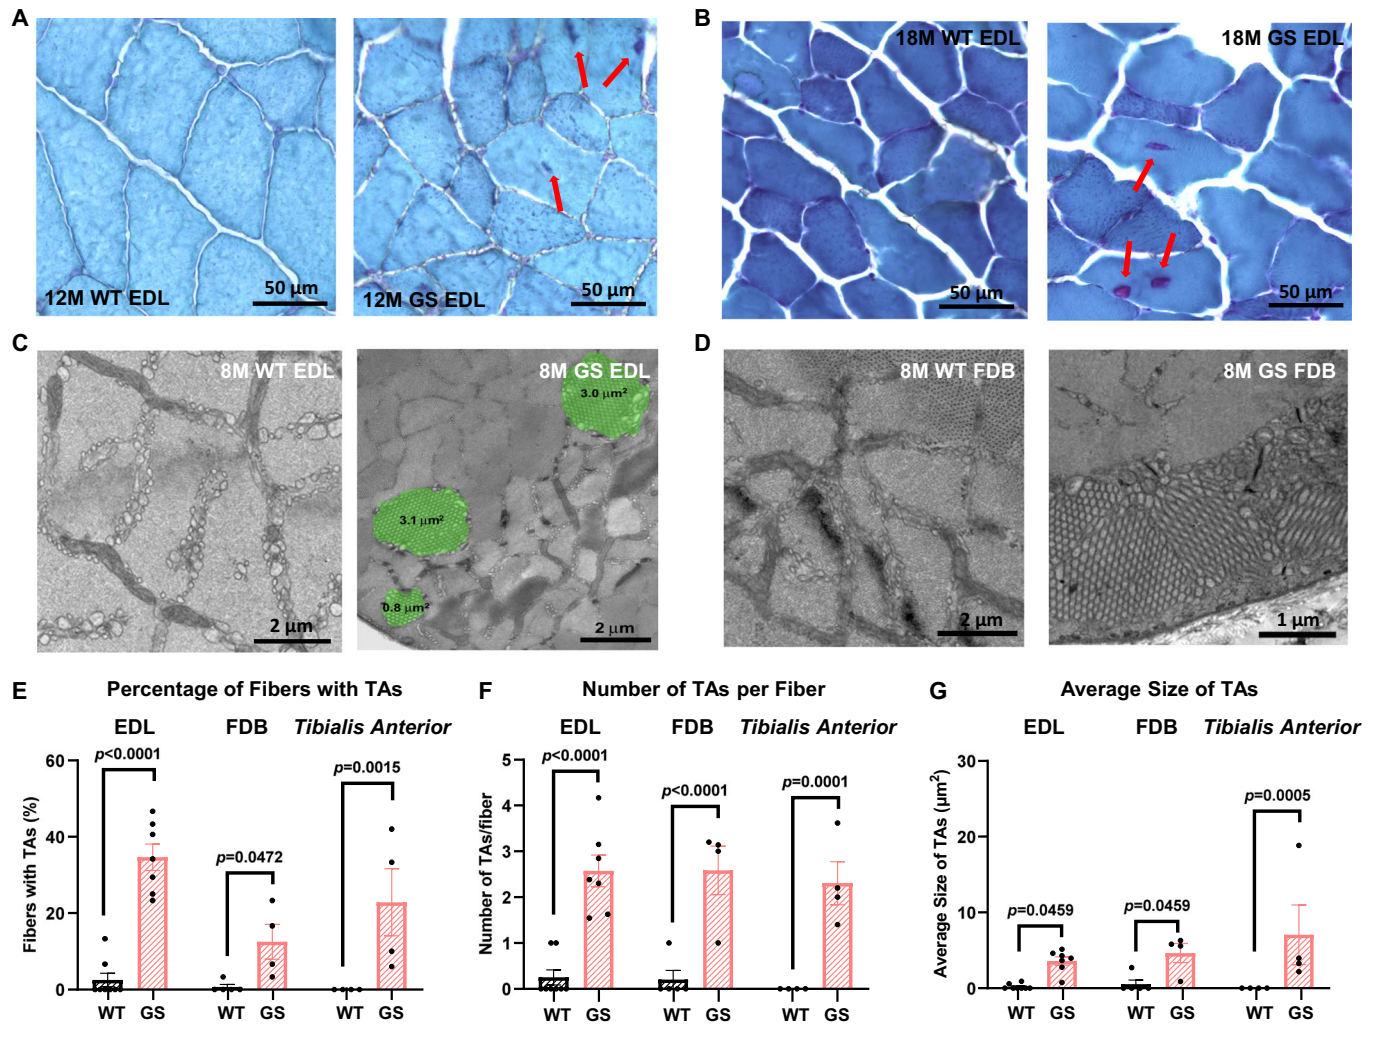 A
B
12M WT EDL
50 µm
12M GS EDL
50 µm
18M WT EDL
50 µm
18M GS EDL
50 µm
C
D
8M WT EDL
2 µm
8M GS EDL
3.0 µm²
3.1 µm²
0.8 µm²
2 µm
8M WT FDB
2 µm
8M GS FDB
1 µm
E
Percentage of Fibers with TAs
EDL
FDB
Tibialis Anterior
Fibers with TAs (%)
60
40
20
0
p<0.0001
p=0.0472
p=0.0015
WT GS WT GS WT GS
F
Number of TAs per Fiber
EDL
FDB
Tibialis Anterior
Number of TAs/fiber
5
4
3
2
1
0
p<0.0001
p<0.0001
p=0.0001
WT GS WT GS WT GS
G
Average Size of TAs
EDL
FDB
Tibialis Anterior
Average Size of TAs (µm²)
30
20
10
0
p=0.0459
p=0.0459
p=0.0005
WT GS WT GS WT GS